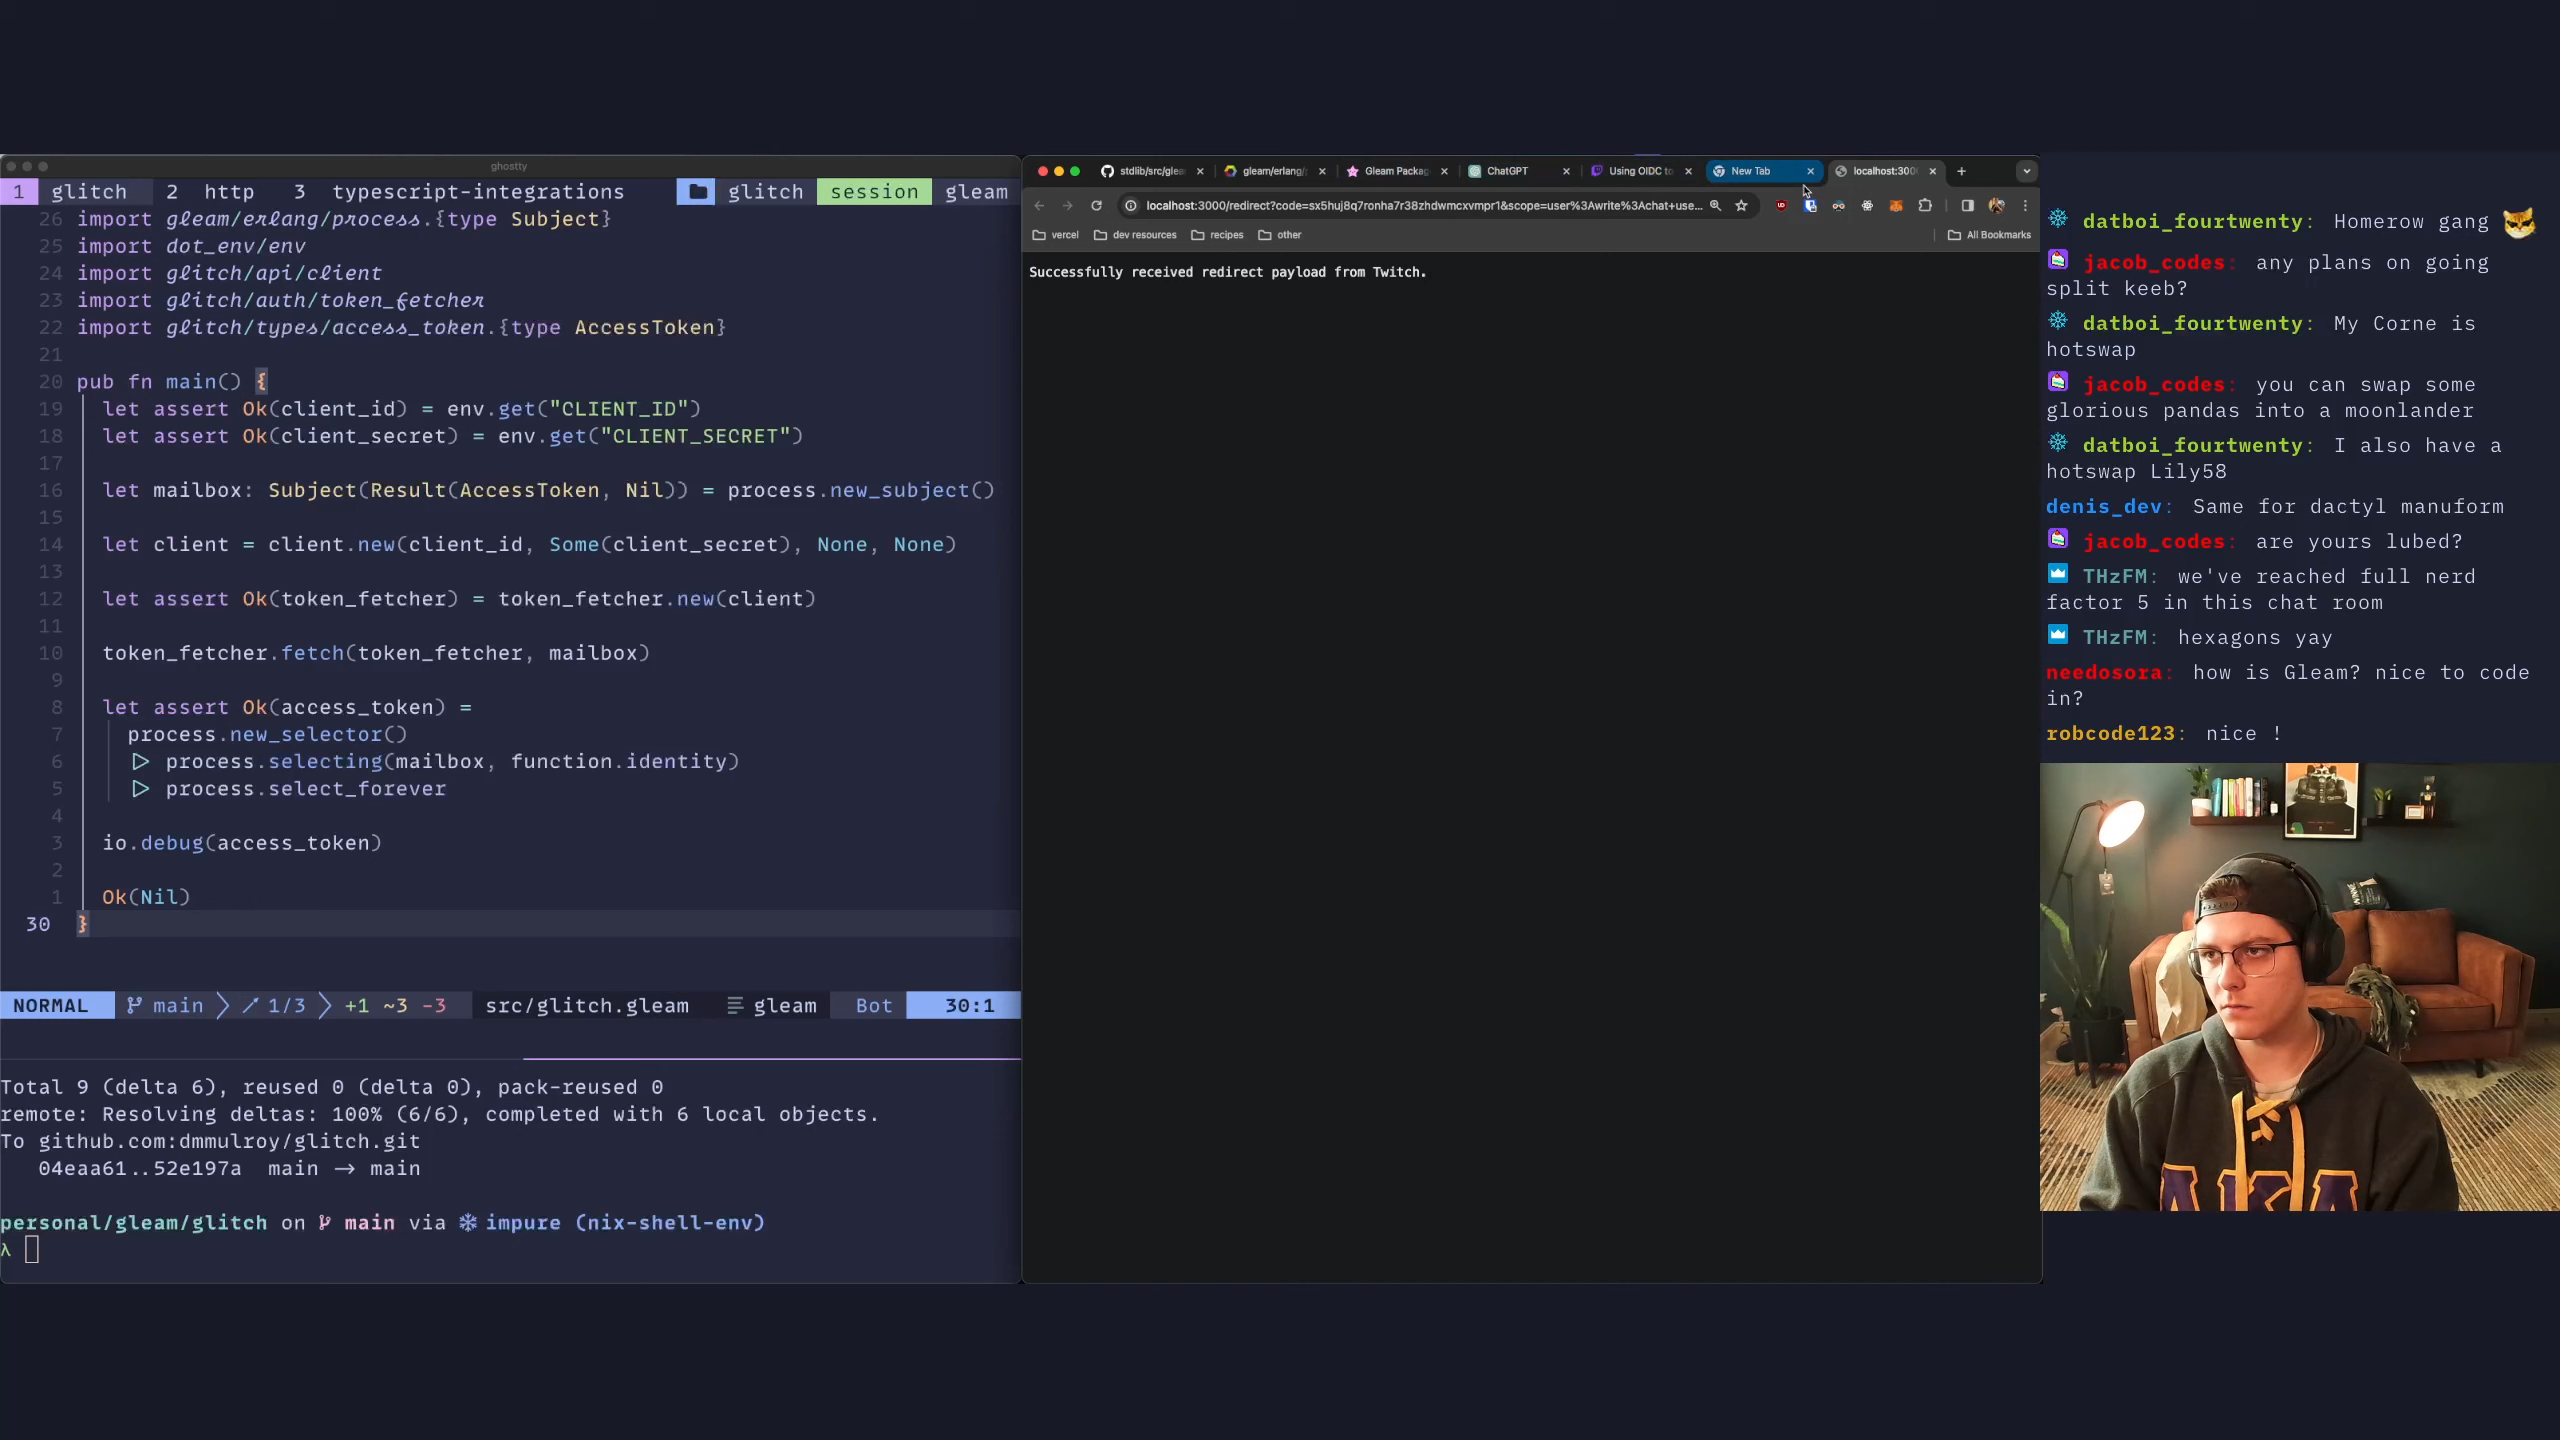 ghostty
1 glitch 2 http 3 typescript-integrations glitch session gleam
26 import gleam/erlang/process.{type Subject}
25 import dot_env/env
24 import glitch/api/client
23 import glitch/auth/token_fetcher
22 import glitch/types/access_token.{type AccessToken}
21
20 pub fn main() {
19 let assert Ok(client_id) = env.get("CLIENT_ID")
18 let assert Ok(client_secret) = env.get("CLIENT_SECRET")
17
16 let mailbox: Subject(Result(AccessToken, Nil)) = process.new_subject()
15
14 let client = client.new(client_id, Some(client_secret), None, None)
13
12 let assert Ok(token_fetcher) = token_fetcher.new(client)
11
10 token_fetcher.fetch(token_fetcher, mailbox)
9
8 let assert Ok(access_token) =
7 process.new_selector()
6 ▷ process.selecting(mailbox, function.identity)
5 ▷ process.select_forever
4
3 io.debug(access_token)
2
1 Ok(Nil)
30 }
NORMAL main 1/3 +1 ~3 -3 src/glitch.gleam gleam Bot 30:1
Total 9 (delta 6), reused 0 (delta 0), pack-reused 0
remote: Resolving deltas: 100% (6/6), completed with 6 local objects.
To github.com:dmmulroy/glitch.git
04eaa61..52e197a main → main
personal/gleam/glitch on main via impure (nix-shell-env)
λ
stdlib/src/glea gleam/erlang/ Gleam Packag ChatGPT Using OIDC to New Tab localhost:300
localhost:3000/redirect?code=sx5huj8q7ronha7r38zhdwmcxvmpr1&scope=user%3Awrite%3Achat+use...
vercel dev resources recipes other All Bookmarks
Successfully received redirect payload from Twitch.
datboi_fourtwenty: Homerow gang
jacob_codes: any plans on going
split keeb?
datboi_fourtwenty: My Corne is
hotswap
jacob_codes: you can swap some
glorious pandas into a moonlander
datboi_fourtwenty: I also have a
hotswap Lily58
denis_dev: Same for dactyl manuform
jacob_codes: are yours lubed?
THzFM: we've reached full nerd
factor 5 in this chat room
THzFM: hexagons yay
needosora: how is Gleam? nice to code
in?
robcode123: nice !